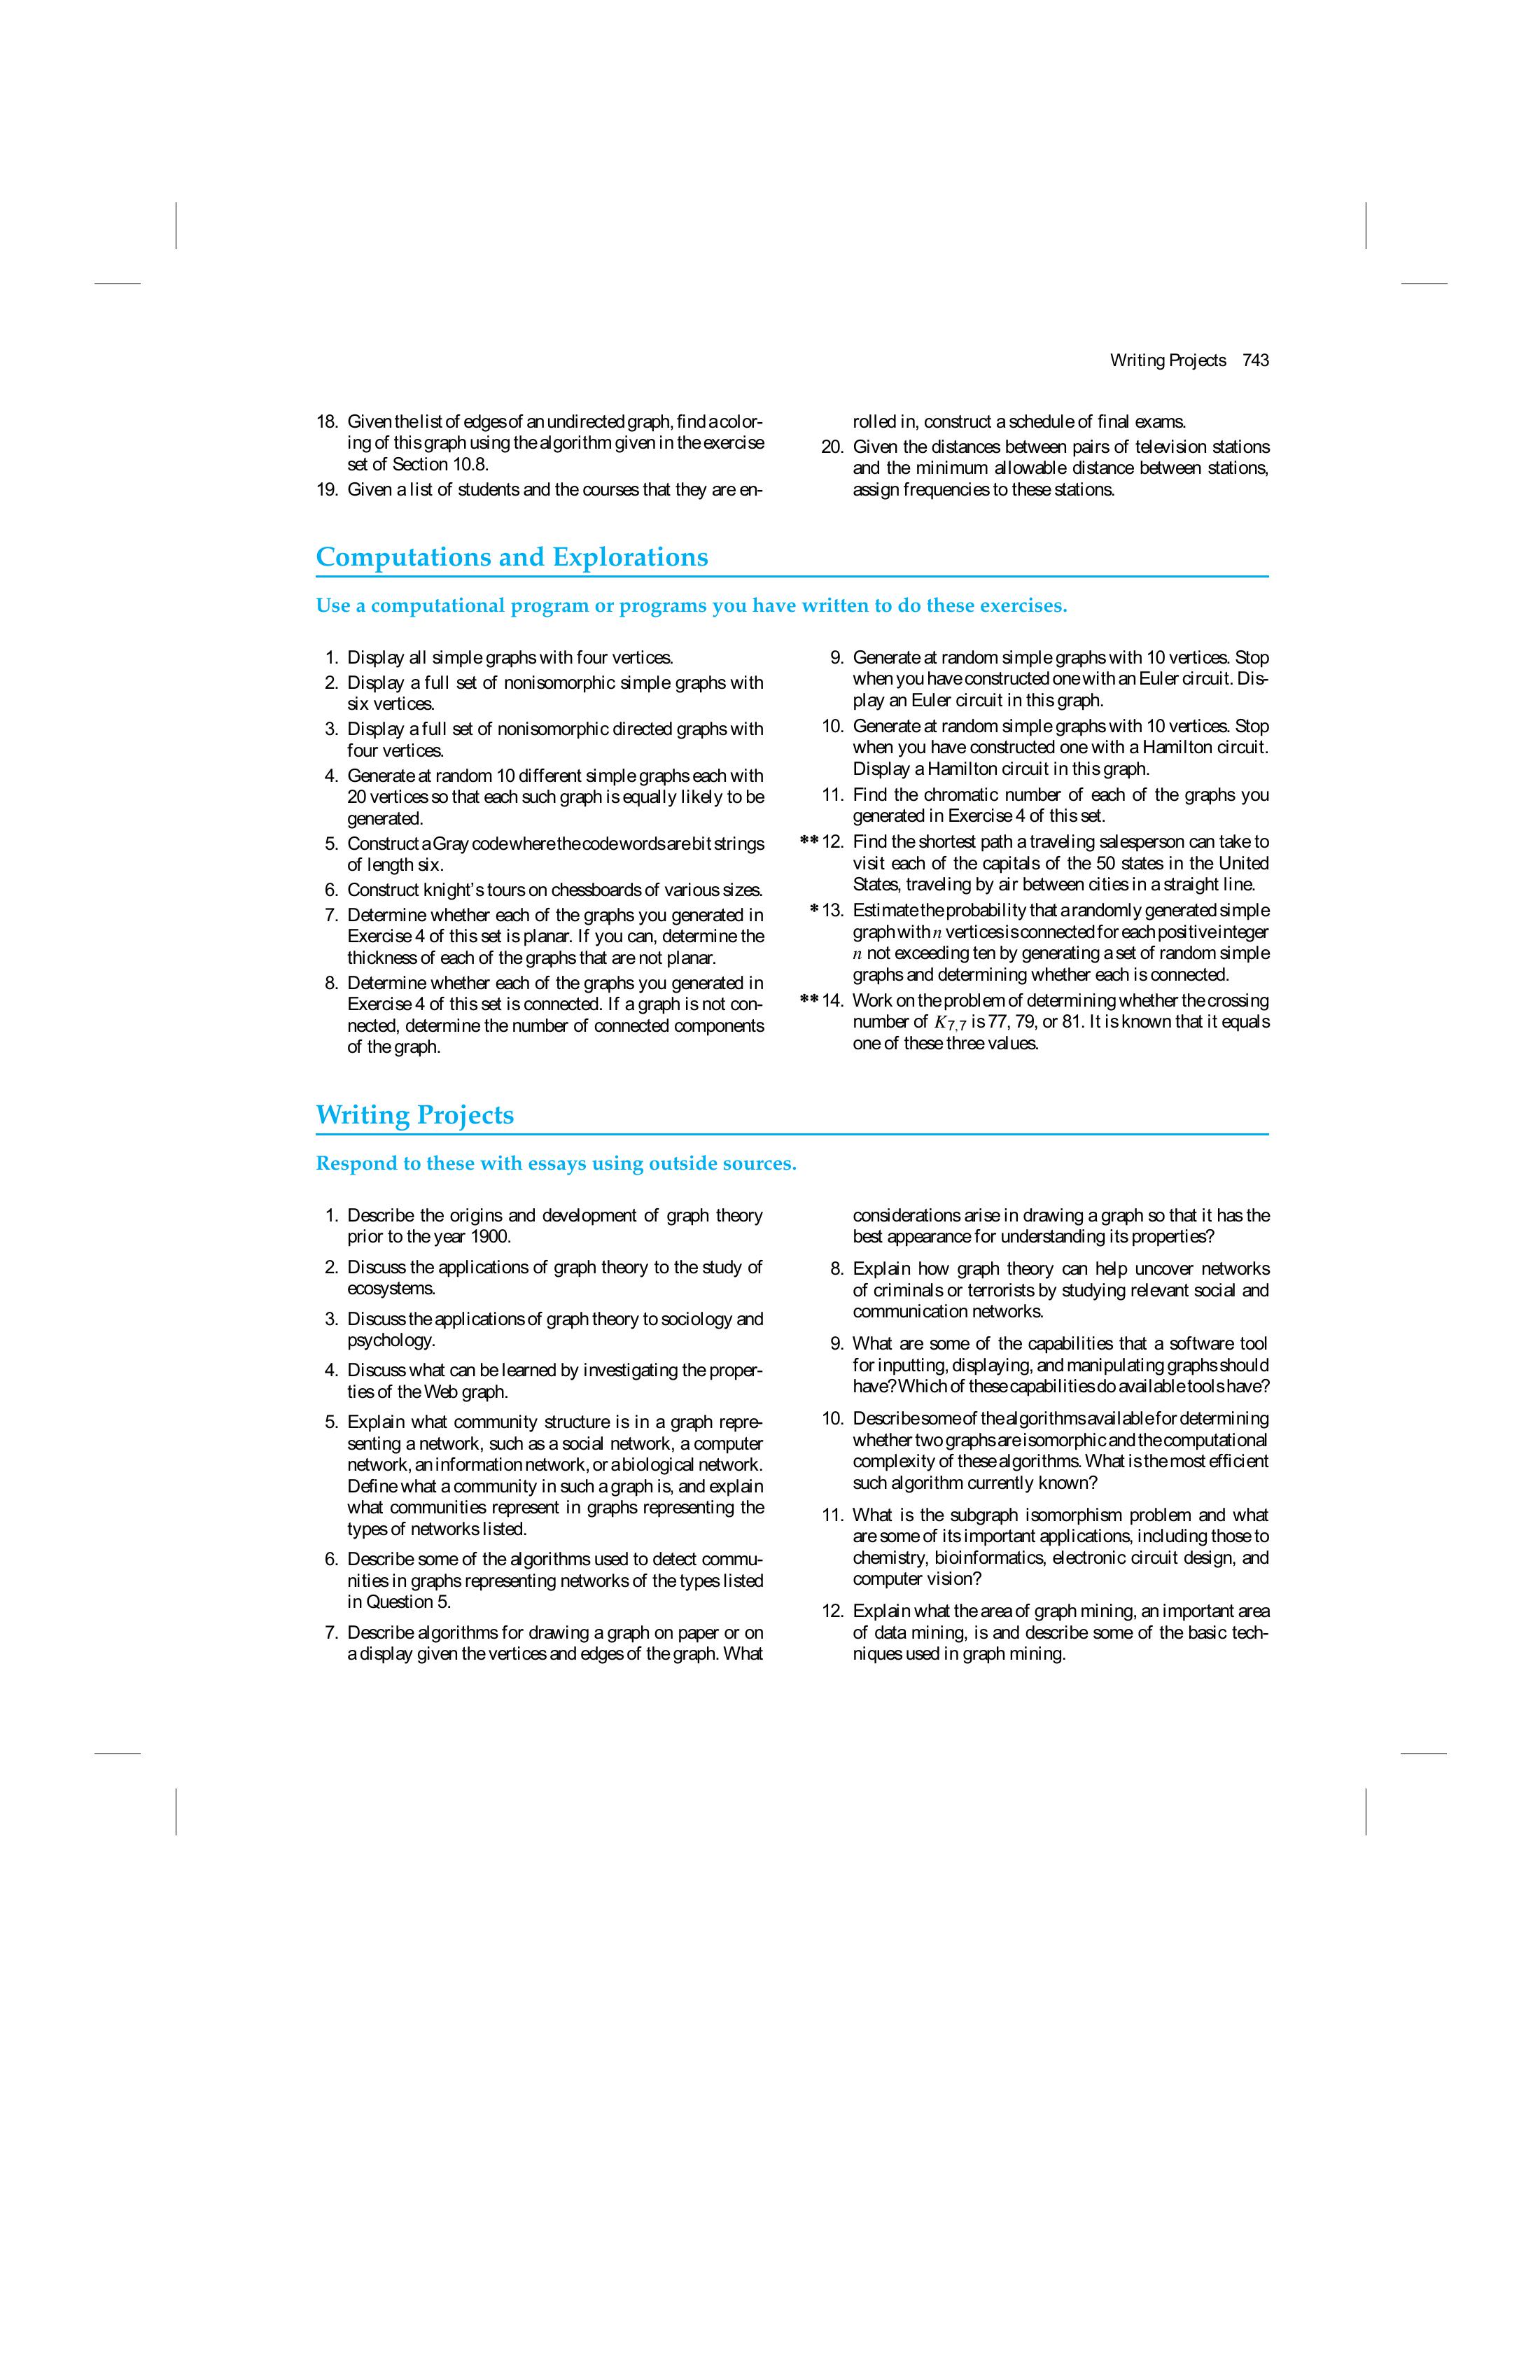 Writing Projects 743
18. Given the list of edges of an undirected graph, find a color-
ing of this graph using the algorithm given in the exercise
set of Section 10.8.
19. Given a list of students and the courses that they are en-
rolled in, construct a schedule of final exams.
20. Given the distances between pairs of television stations
and the minimum allowable distance between stations,
assign frequencies to these stations.
Computations and Explorations
Use a computational program or programs you have written to do these exercises.
1. Display all simple graphs with four vertices.
2. Display a full set of nonisomorphic simple graphs with
six vertices.
3. Display a full set of nonisomorphic directed graphs with
four vertices.
4. Generate at random 10 different simple graphs each with
20 vertices so that each such graph is equally likely to be
generated.
5. Construct a Gray code where the code words are bit strings
of length six.
6. Construct knight's tours on chessboards of various sizes.
7. Determine whether each of the graphs you generated in
Exercise 4 of this set is planar. If you can, determine the
thickness of each of the graphs that are not planar.
8. Determine whether each of the graphs you generated in
Exercise 4 of this set is connected. If a graph is not con-
nected, determine the number of connected components
of the graph.
9. Generate at random simple graphs with 10 vertices. Stop
when you have constructed one with an Euler circuit. Dis-
play an Euler circuit in this graph.
10. Generate at random simple graphs with 10 vertices. Stop
when you have constructed one with a Hamilton circuit.
Display a Hamilton circuit in this graph.
11. Find the chromatic number of each of the graphs you
generated in Exercise 4 of this set.
**12. Find the shortest path a traveling salesperson can take to
visit each of the capitals of the 50 states in the United
States, traveling by air between cities in a straight line.
*13. Estimate the probability that a randomly generated simple
graph with n vertices is connected for each positive integer
n not exceeding ten by generating a set of random simple
graphs and determining whether each is connected.
**14. Work on the problem of determining whether the crossing
number of K7,7 is 77, 79, or 81. It is known that it equals
one of these three values.
Writing Projects
Respond to these with essays using outside sources.
1. Describe the origins and development of graph theory
prior to the year 1900.
2. Discuss the applications of graph theory to the study of
ecosystems.
3. Discuss the applications of graph theory to sociology and
psychology.
4. Discuss what can be learned by investigating the proper-
ties of the Web graph.
5. Explain what community structure is in a graph repre-
senting a network, such as a social network, a computer
network, an information network, or a biological network.
Define what a community in such a graph is, and explain
what communities represent in graphs representing the
types of networks listed.
6. Describe some of the algorithms used to detect commu-
nities in graphs representing networks of the types listed
in Question 5.
7. Describe algorithms for drawing a graph on paper or on
a display given the vertices and edges of the graph. What
considerations arise in drawing a graph so that it has the
best appearance for understanding its properties?
8. Explain how graph theory can help uncover networks
of criminals or terrorists by studying relevant social and
communication networks.
9. What are some of the capabilities that a software tool
for inputting, displaying, and manipulating graphs should
have? Which of these capabilities do available tools have?
10. Describe some of the algorithms available for determining
whether two graphs are isomorphic and the computational
complexity of these algorithms. What is the most efficient
such algorithm currently known?
11. What is the subgraph isomorphism problem and what
are some of its important applications, including those to
chemistry, bioinformatics, electronic circuit design, and
computer vision?
12. Explain what the area of graph mining, an important area
of data mining, is and describe some of the basic tech-
niques used in graph mining.